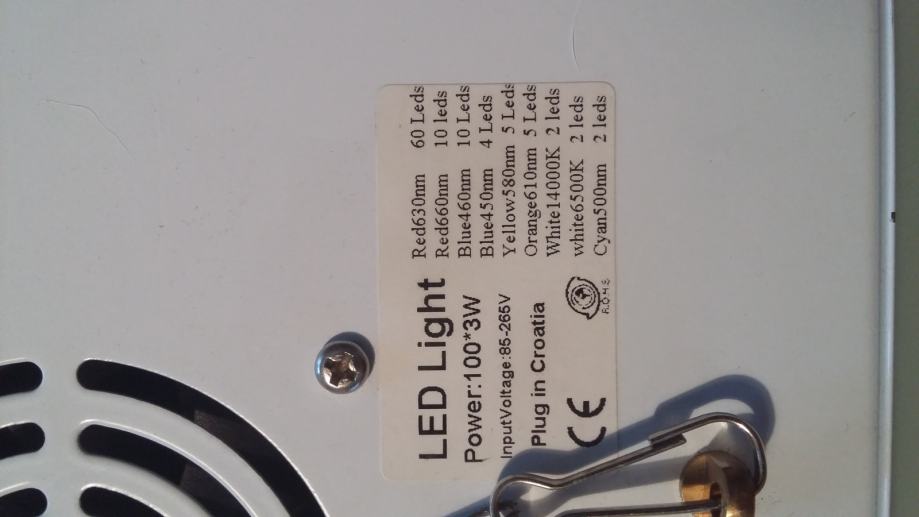 LED Light
Power:100*3W
InputVoltage:85-265V
Plug in Croatia
CE
R.O.H.S
Red630nm 60 Leds
Red660nm 10 leds
Blue460nm 10 Leds
Blue450nm 4 Leds
Yellow580nm 5 Leds
Orange610nm 5 Leds
White14000K 2 leds
white6500K 2 leds
Cyan500nm 2 leds